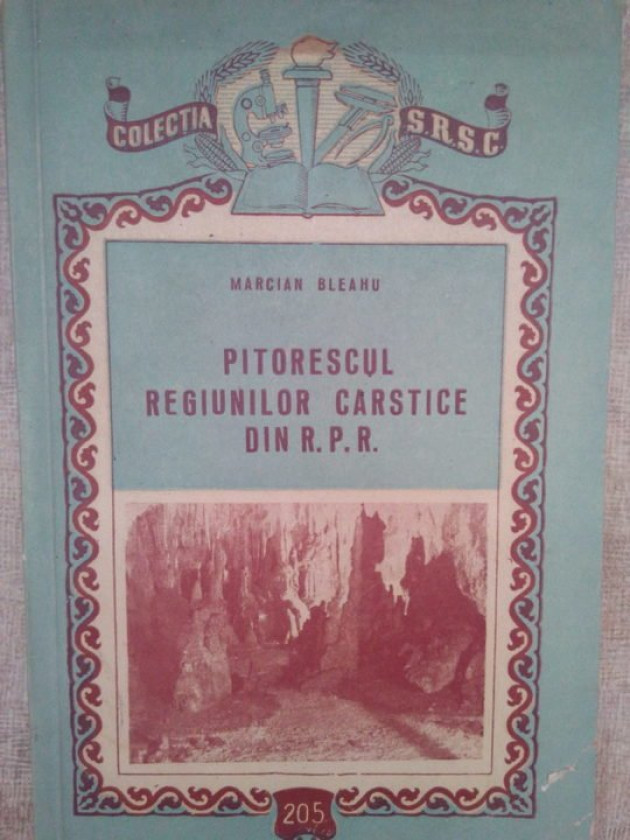 COLECTIA S.R.S.C.
MARCIAN BLEAHU
PITORESCUL
REGIUNILOR CARSTICE
DIN R. P. R.
205